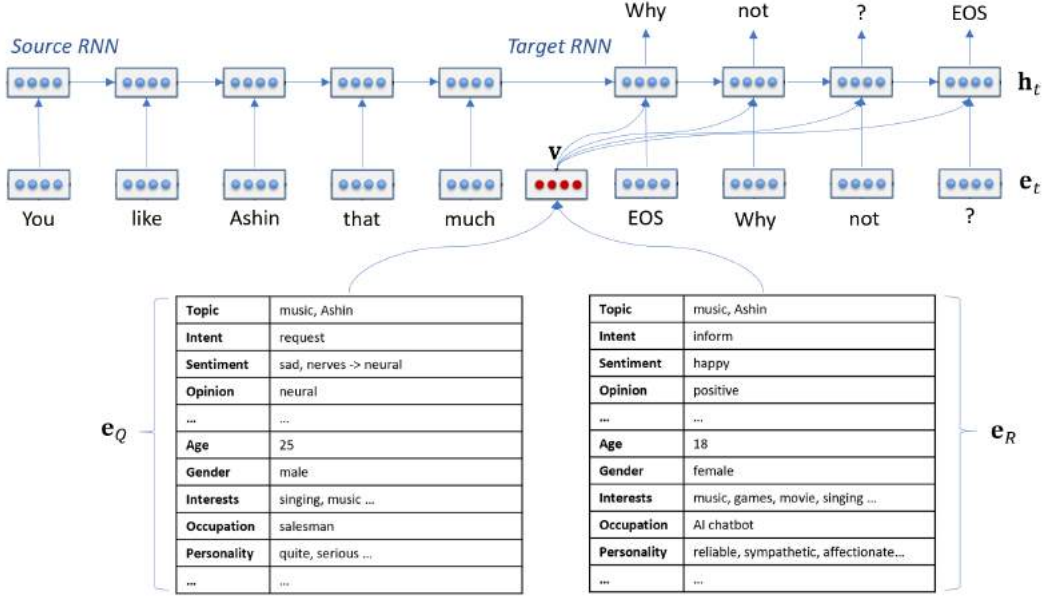 Why not ? EOS
Source RNN Target RNN
h_t
v
e_t
You like Ashin that much EOS Why not ?
Topic music, Ashin
Intent request
Sentiment sad, nerves -> neural
Opinion neural
... ...
Age 25
Gender male
Interests singing, music ...
Occupation salesman
Personality quite, serious ...
... ...
e_Q
Topic music, Ashin
Intent inform
Sentiment happy
Opinion positive
... ...
Age 18
Gender female
Interests music, games, movie, singing ...
Occupation AI chatbot
Personality reliable, sympathetic, affectionate...
... ...
e_R